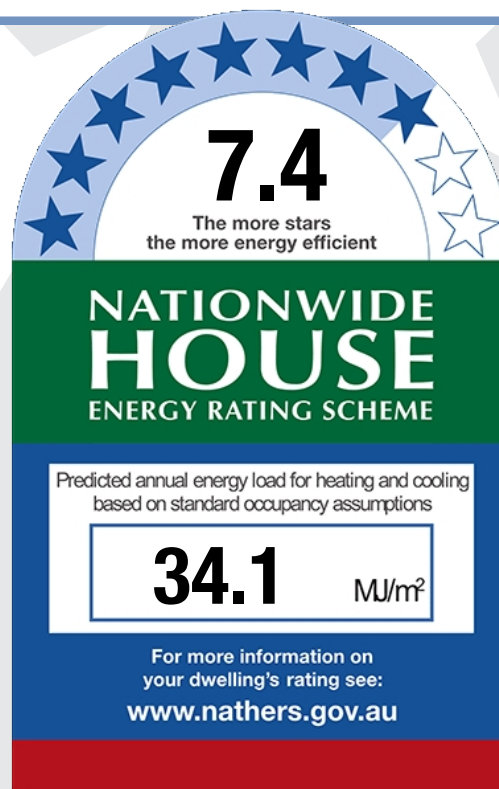 7.4
The more stars
the more energy efficient
NATIONWIDE
HOUSE
ENERGY RATING SCHEME
Predicted annual energy load for heating and cooling
based on standard occupancy assumptions
34.1 MJ/m²
For more information on
your dwelling's rating see:
www.nathers.gov.au